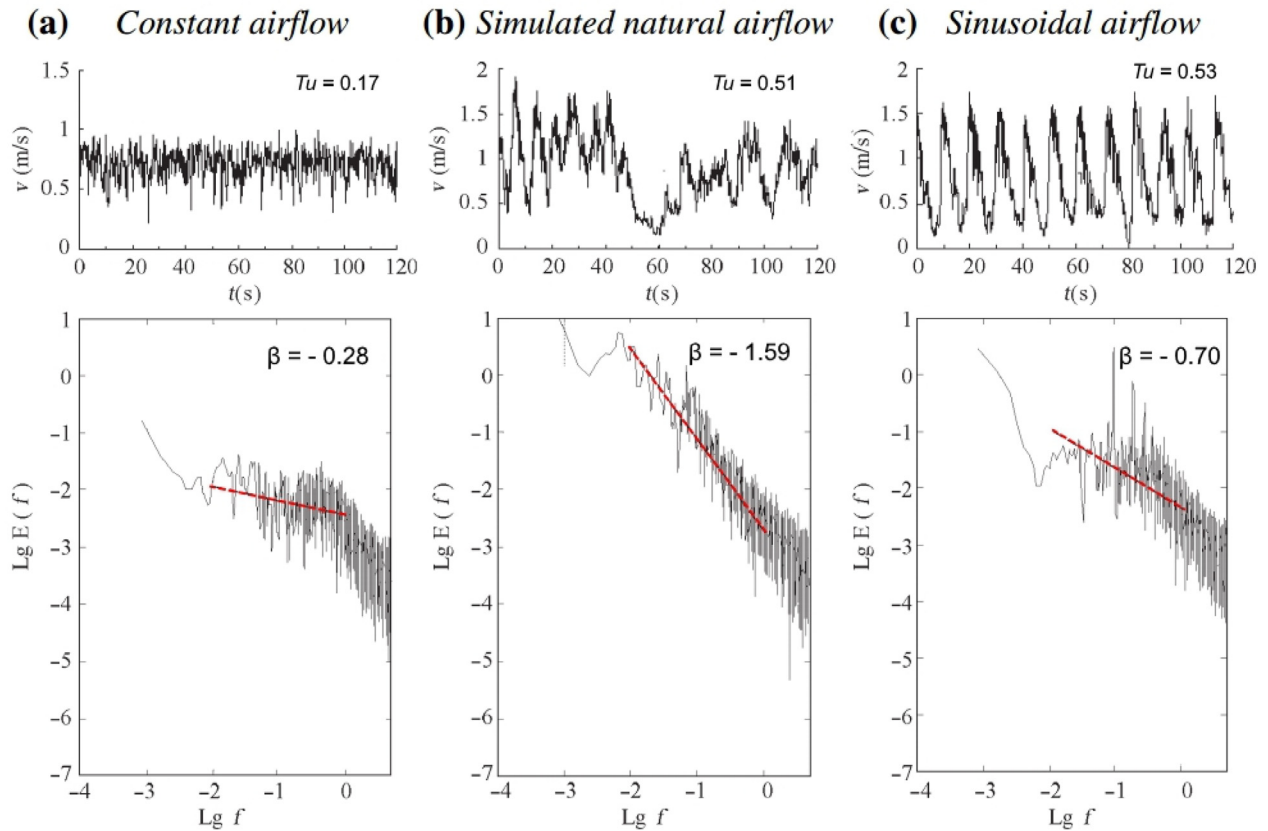 (a) Constant airflow
1.5
1
0.5
0
v (m/s)
Tu = 0.17
0 20 40 60 80 100 120
t(s)
1
0
−1
−2
−3
−4
−5
−6
−7
Lg E ( f )
β = - 0.28
−4 −3 −2 −1 0
Lg f
(b) Simulated natural airflow
2
1.5
1
0.5
0
v (m/s)
Tu = 0.51
0 20 40 60 80 100 120
t(s)
1
0
−1
−2
−3
−4
−5
−6
−7
Lg E ( f )
β = - 1.59
−4 −3 −2 −1 0
Lg f
(c) Sinusoidal airflow
2
1.5
1
0.5
0
v (m/s)
Tu = 0.53
0 20 40 60 80 100 120
t(s)
1
0
−1
−2
−3
−4
−5
−6
−7
Lg E ( f )
β = - 0.70
−4 −3 −2 −1 0
Lg f